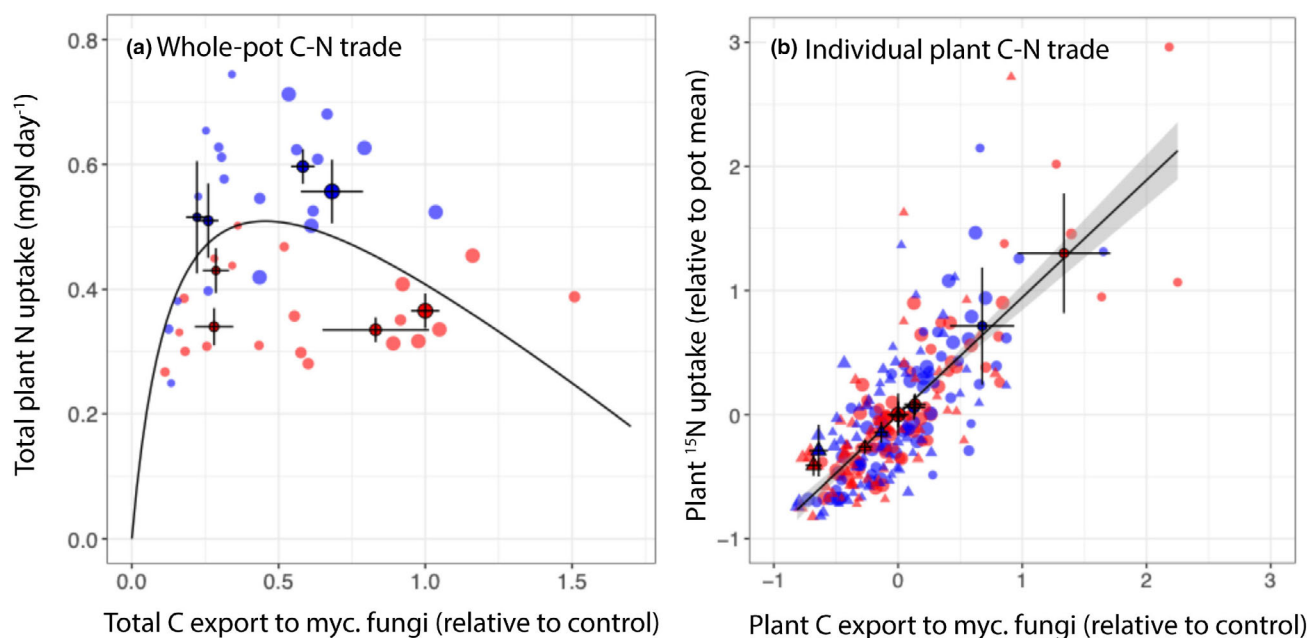 (a) Whole-pot C-N trade
Total plant N uptake (mgN day⁻¹)
0.8
0.6
0.4
0.2
0.0
0.0 0.5 1.0 1.5
Total C export to myc. fungi (relative to control)
(b) Individual plant C-N trade
Plant ¹⁵N uptake (relative to pot mean)
3
2
1
0
−1
−1 0 1 2 3
Plant C export to myc. fungi (relative to control)